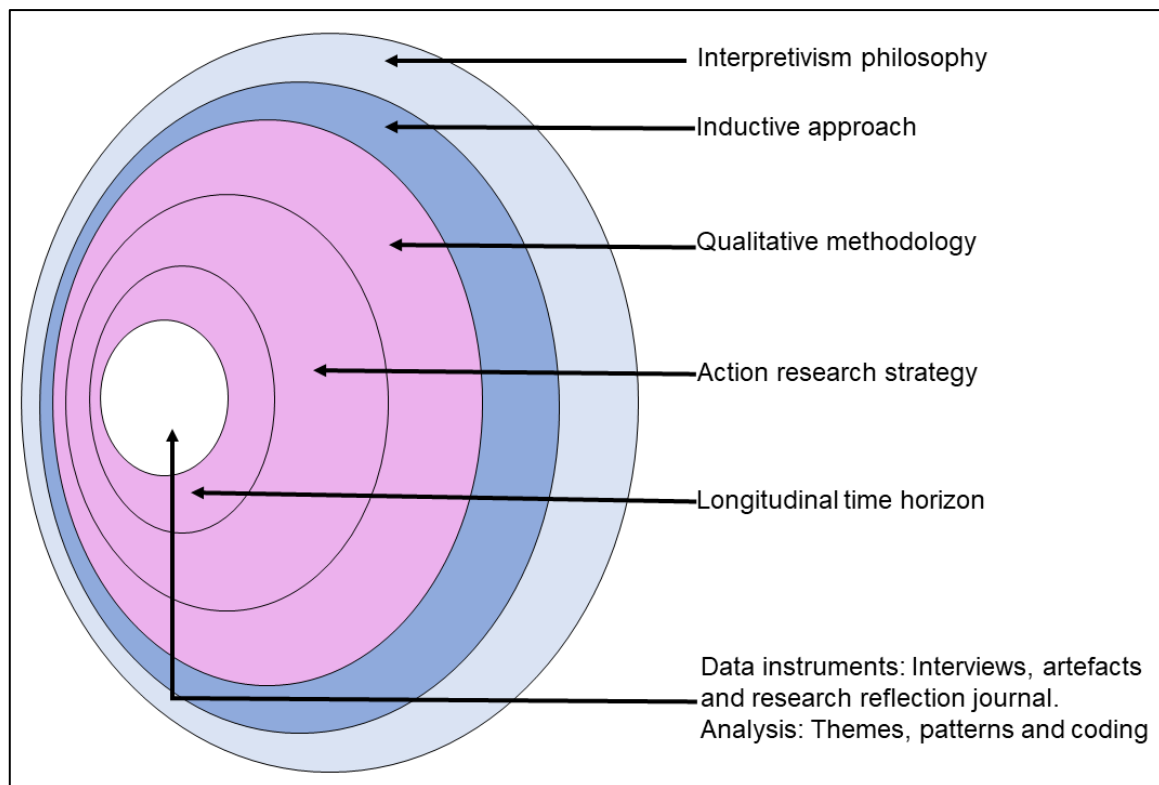 Interpretivism philosophy
Inductive approach
Qualitative methodology
Action research strategy
Longitudinal time horizon
Data instruments: Interviews, artefacts
and research reflection journal.
Analysis: Themes, patterns and coding